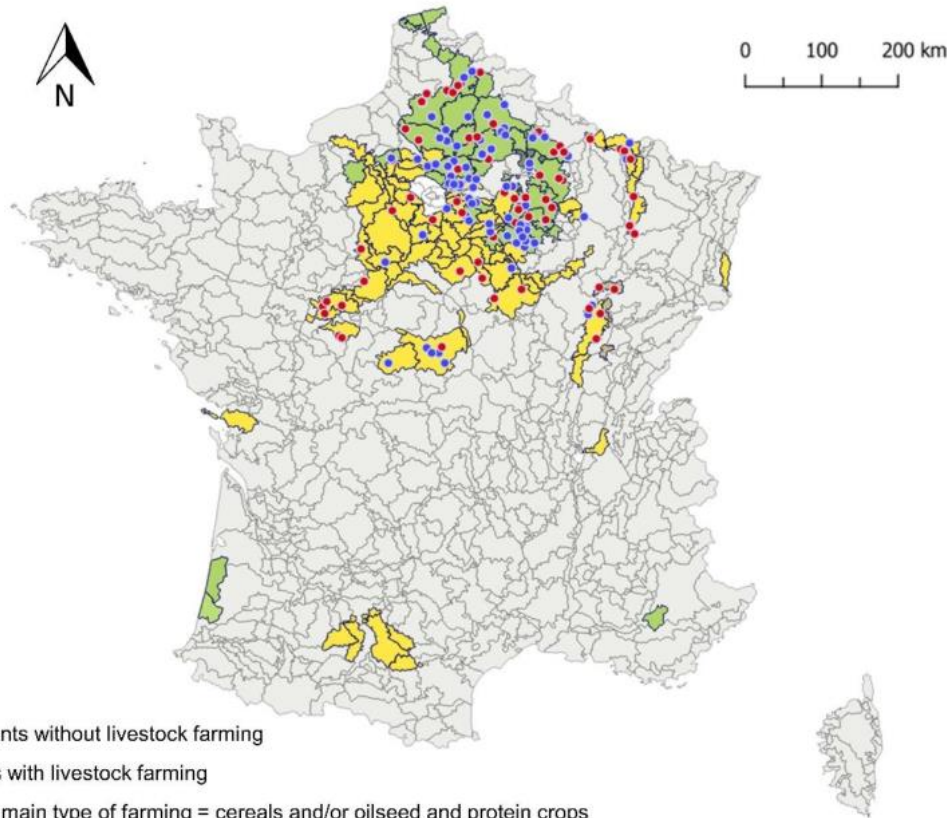 N
0 100 200 km
nts without livestock farming
s with livestock farming
main type of farming = cereals and/or oilseed and protein crops